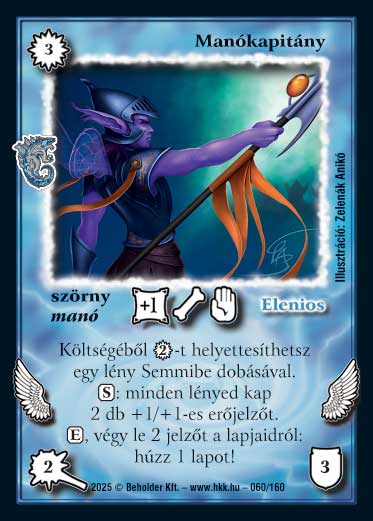 3
Manókapitány
Illusztráció: Zelenák Anikó
szörny
manó
+1
Elenios
Költségéből 2-t helyettesíthetsz
egy lény Semmibe dobásával.
S: minden lényed kap
2 db +1/+1-es erőjelzőt.
E, végy le 2 jelzőt a lapjaidról:
húzz 1 lapot!
2
3
2025 © Beholder Kft. – www.hkk.hu – 060/160